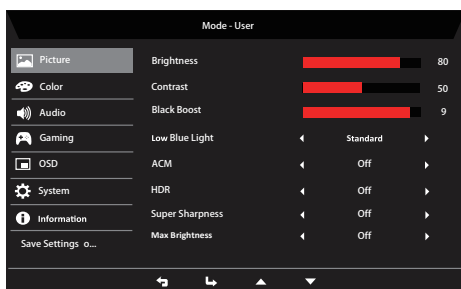 Mode - User
Picture
Brightness 80
Color
Contrast 50
Audio
Black Boost 9
Gaming
Low Blue Light Standard
OSD
ACM Off
System
HDR Off
Information
Super Sharpness Off
Save Settings o...
Max Brightness Off